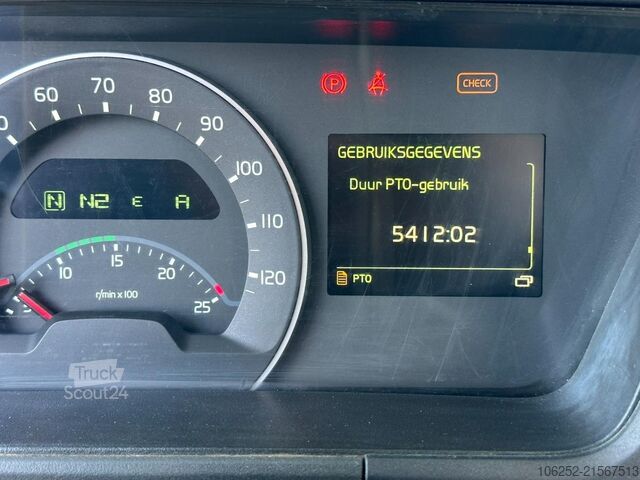 60 70 80 90 100 110 120
N N2 E A
5 10 15 20 25
r/min x 100
P
CHECK
GEBRUIKSGEGEVENS
Duur PTO-gebruik
5412:02
PTO
Truck
Scout24
106252-21567513